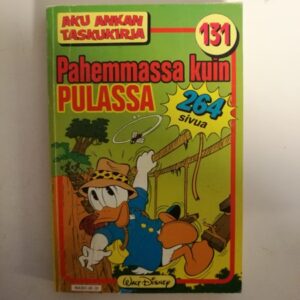 AKU ANKAN
TASKUKIRJA
131
Pahemmassa kuin
PULASSA
264
sivua
WALT DISNEY